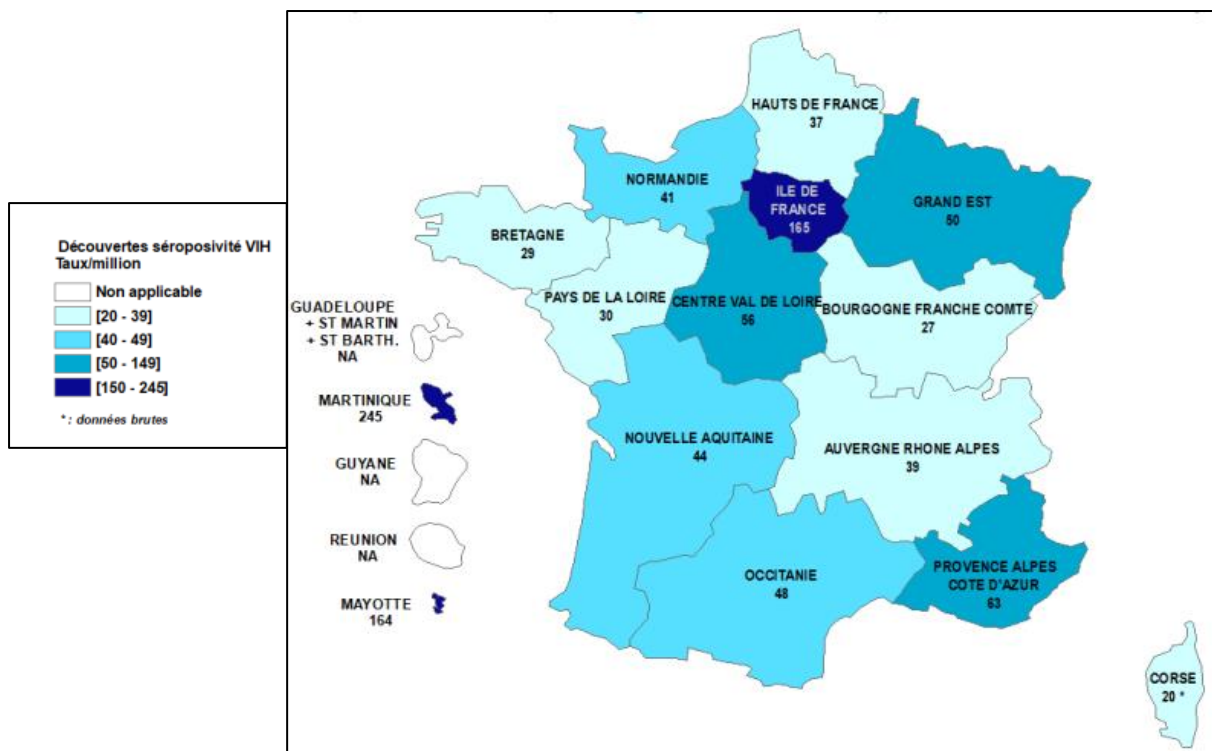 Découvertes séroposivité VIH
Taux/million
Non applicable
[20 - 39]
[40 - 49]
[50 - 149]
[150 - 245]
* : données brutes
HAUTS DE FRANCE
37
NORMANDIE
41
ILE DE
FRANCE
165
GRAND EST
50
BRETAGNE
29
PAYS DE LA LOIRE
30
CENTRE VAL DE LOIRE
56
BOURGOGNE FRANCHE COMTE
27
GUADELOUPE
+ ST MARTIN
+ ST BARTH.
NA
MARTINIQUE
245
NOUVELLE AQUITAINE
44
AUVERGNE RHONE ALPES
39
GUYANE
NA
REUNION
NA
OCCITANIE
48
PROVENCE ALPES
COTE D'AZUR
63
MAYOTTE
164
CORSE
20 *